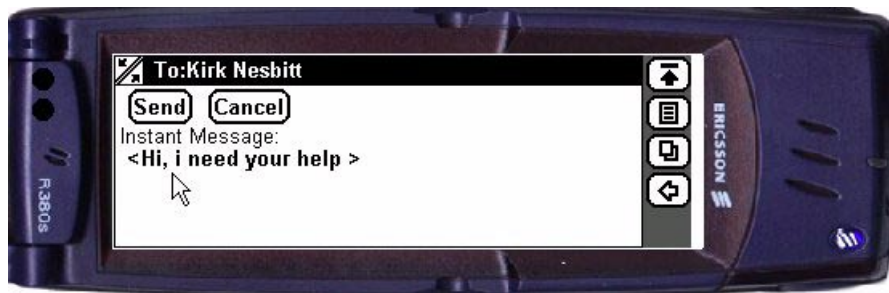 To:Kirk Nesbitt
Send Cancel
Instant Message:
<Hi, i need your help >
ERICSSON
R380s